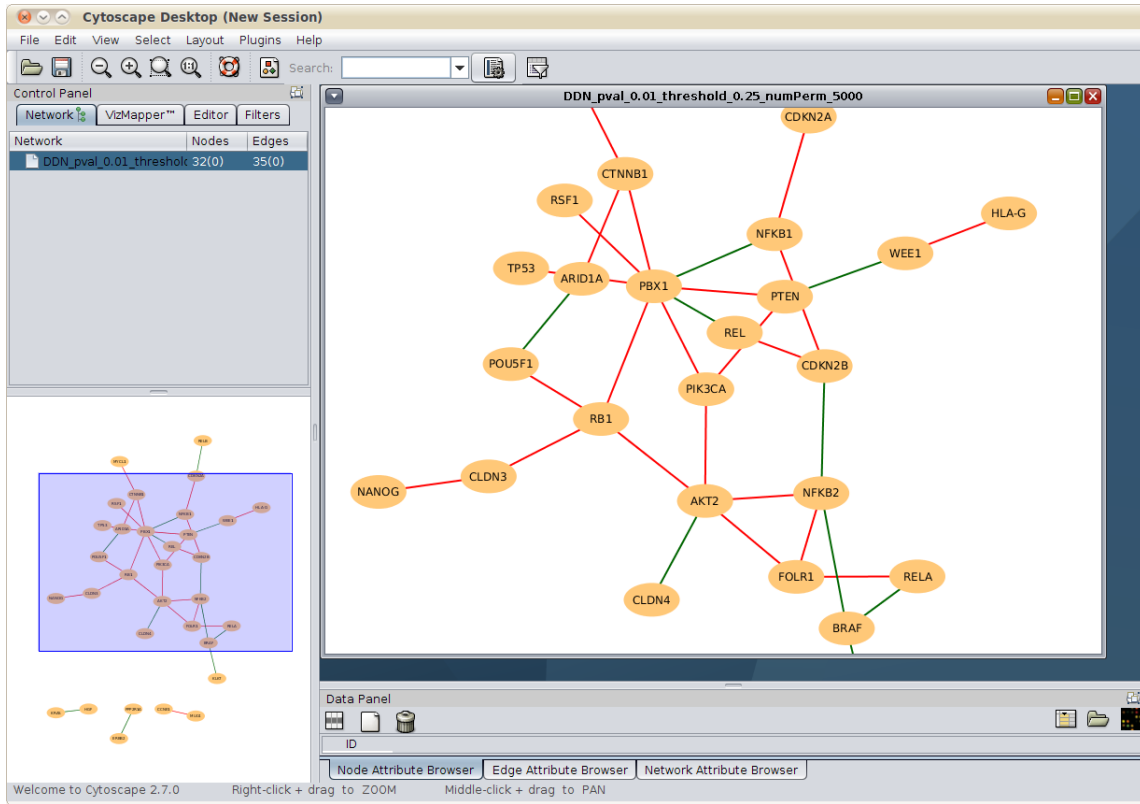 Cytoscape Desktop (New Session)
File Edit View Select Layout Plugins Help
Search:
Control Panel
Network VizMapper™ Editor Filters
Network Nodes Edges
DDN_pval_0.01_threshol 32(0) 35(0)
DDN_pval_0.01_threshold_0.25_numPerm_5000
CDKN2A
CTNNB1
RSF1
HLA-G
NFKB1
WEE1
TP53
ARID1A
PBX1
PTEN
REL
POU5F1
CDKN2B
PIK3CA
RB1
CLDN3
NANOG
AKT2
NFKB2
FOLR1
RELA
CLDN4
BRAF
Data Panel
ID
Node Attribute Browser Edge Attribute Browser Network Attribute Browser
Welcome to Cytoscape 2.7.0 Right-click + drag to ZOOM Middle-click + drag to PAN